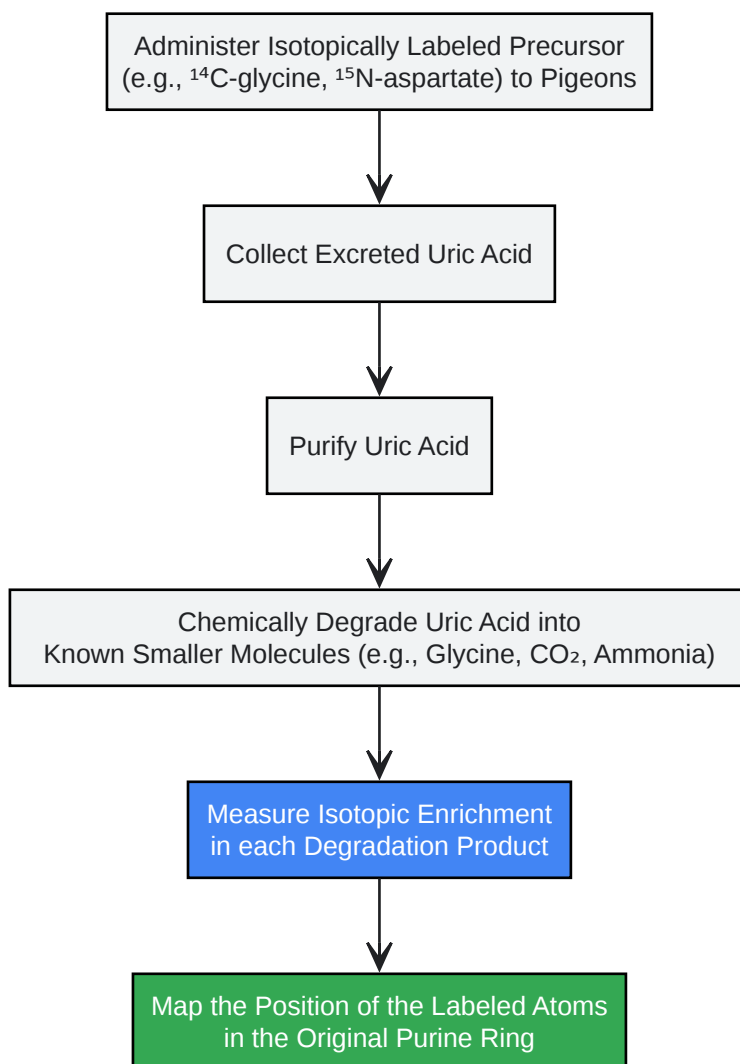 Administer Isotopically Labeled Precursor
(e.g., ¹⁴C-glycine, ¹⁵N-aspartate) to Pigeons
Collect Excreted Uric Acid
Purify Uric Acid
Chemically Degrade Uric Acid into
Known Smaller Molecules (e.g., Glycine, CO₂, Ammonia)
Measure Isotopic Enrichment
in each Degradation Product
Map the Position of the Labeled Atoms
in the Original Purine Ring